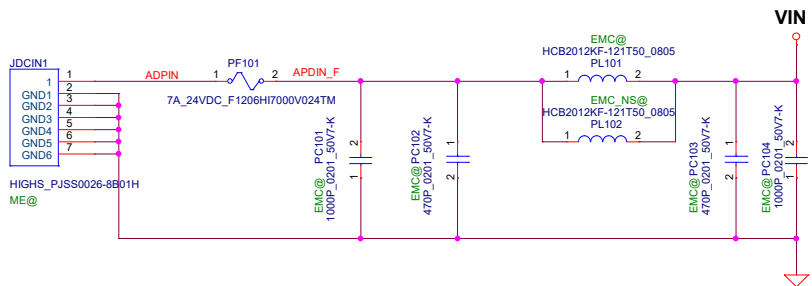 VIN
JDCIN1
1
GND1
GND2
GND3
GND4
GND5
GND6
1
2
3
4
5
6
7
HIGHS_PJSS0026-8B01H
ME@
ADPIN
PF101
1
2
7A_24VDC_F1206HI7000V024TM
APDIN_F
EMC@
HCB2012KF-121T50_0805
PL101
1
2
EMC_NS@
HCB2012KF-121T50_0805
PL102
1
2
EMC@ PC101
1000P_0201_50V7-K
2
1
EMC@ PC102
470P_0201_50V7-K
1
2
EMC@ PC103
470P_0201_50V7-K
1
2
EMC@ PC104
1000P_0201_50V7-K
2
1